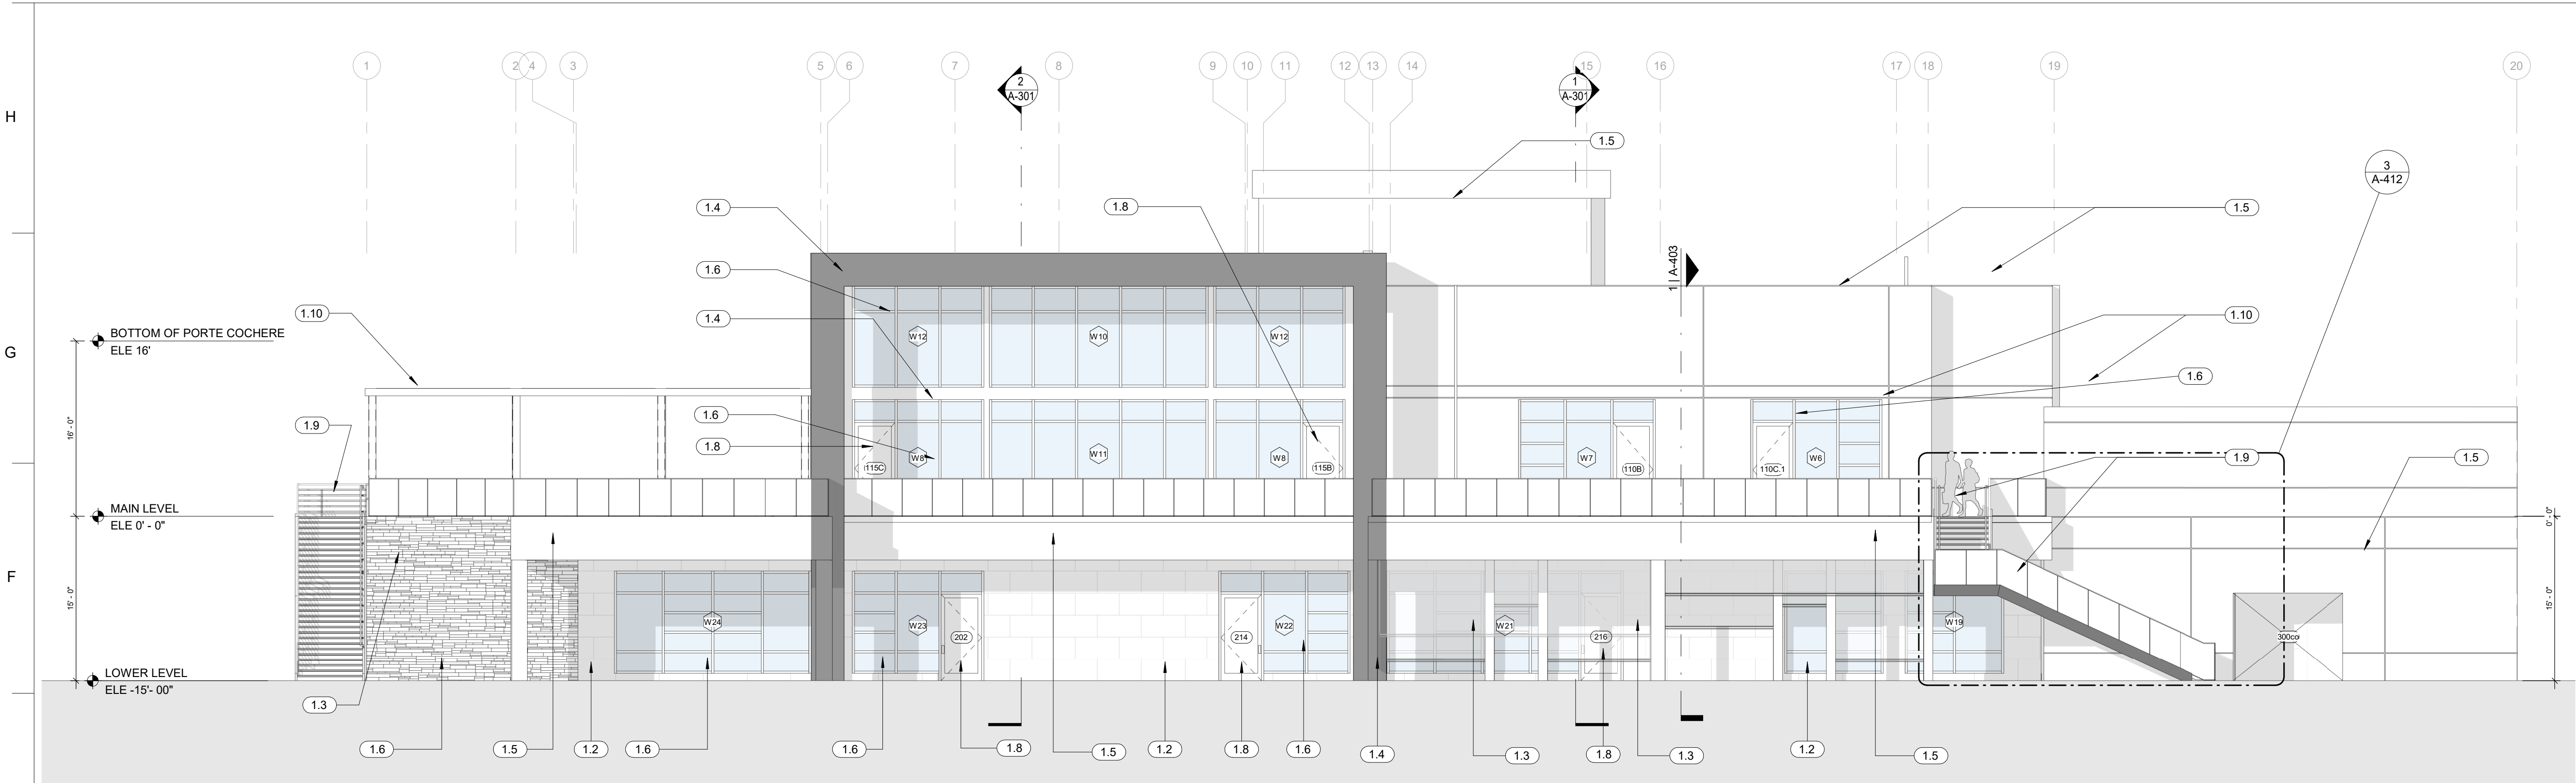 1 2 4 3 5 6 7 8 9 10 11 12 13 14 15 16 17 18 19 20
2
A-301
1
A-301
H
1.5
3
A-412
1.4
1.8
1.5
1 | A-403
1.6
1.10
1.4
1.10
BOTTOM OF PORTE COCHERE
ELE 16'
W12
W10
W12
G
1.6
1.6
1.9
16' - 0"
1.8
115C
W8
W11
W8
115B
W7
110B
110C.1
W6
1.9
1.5
MAIN LEVEL
ELE 0' - 0"
0' - 0"
F
15' - 0"
15' - 0"
W24
W23
202
214
W22
W21
216
W19
300co
LOWER LEVEL
ELE -15'- 00"
1.3
1.6
1.5
1.2
1.6
1.6
1.8
1.5
1.2
1.8
1.6
1.4
1.3
1.8
1.3
1.2
1.5